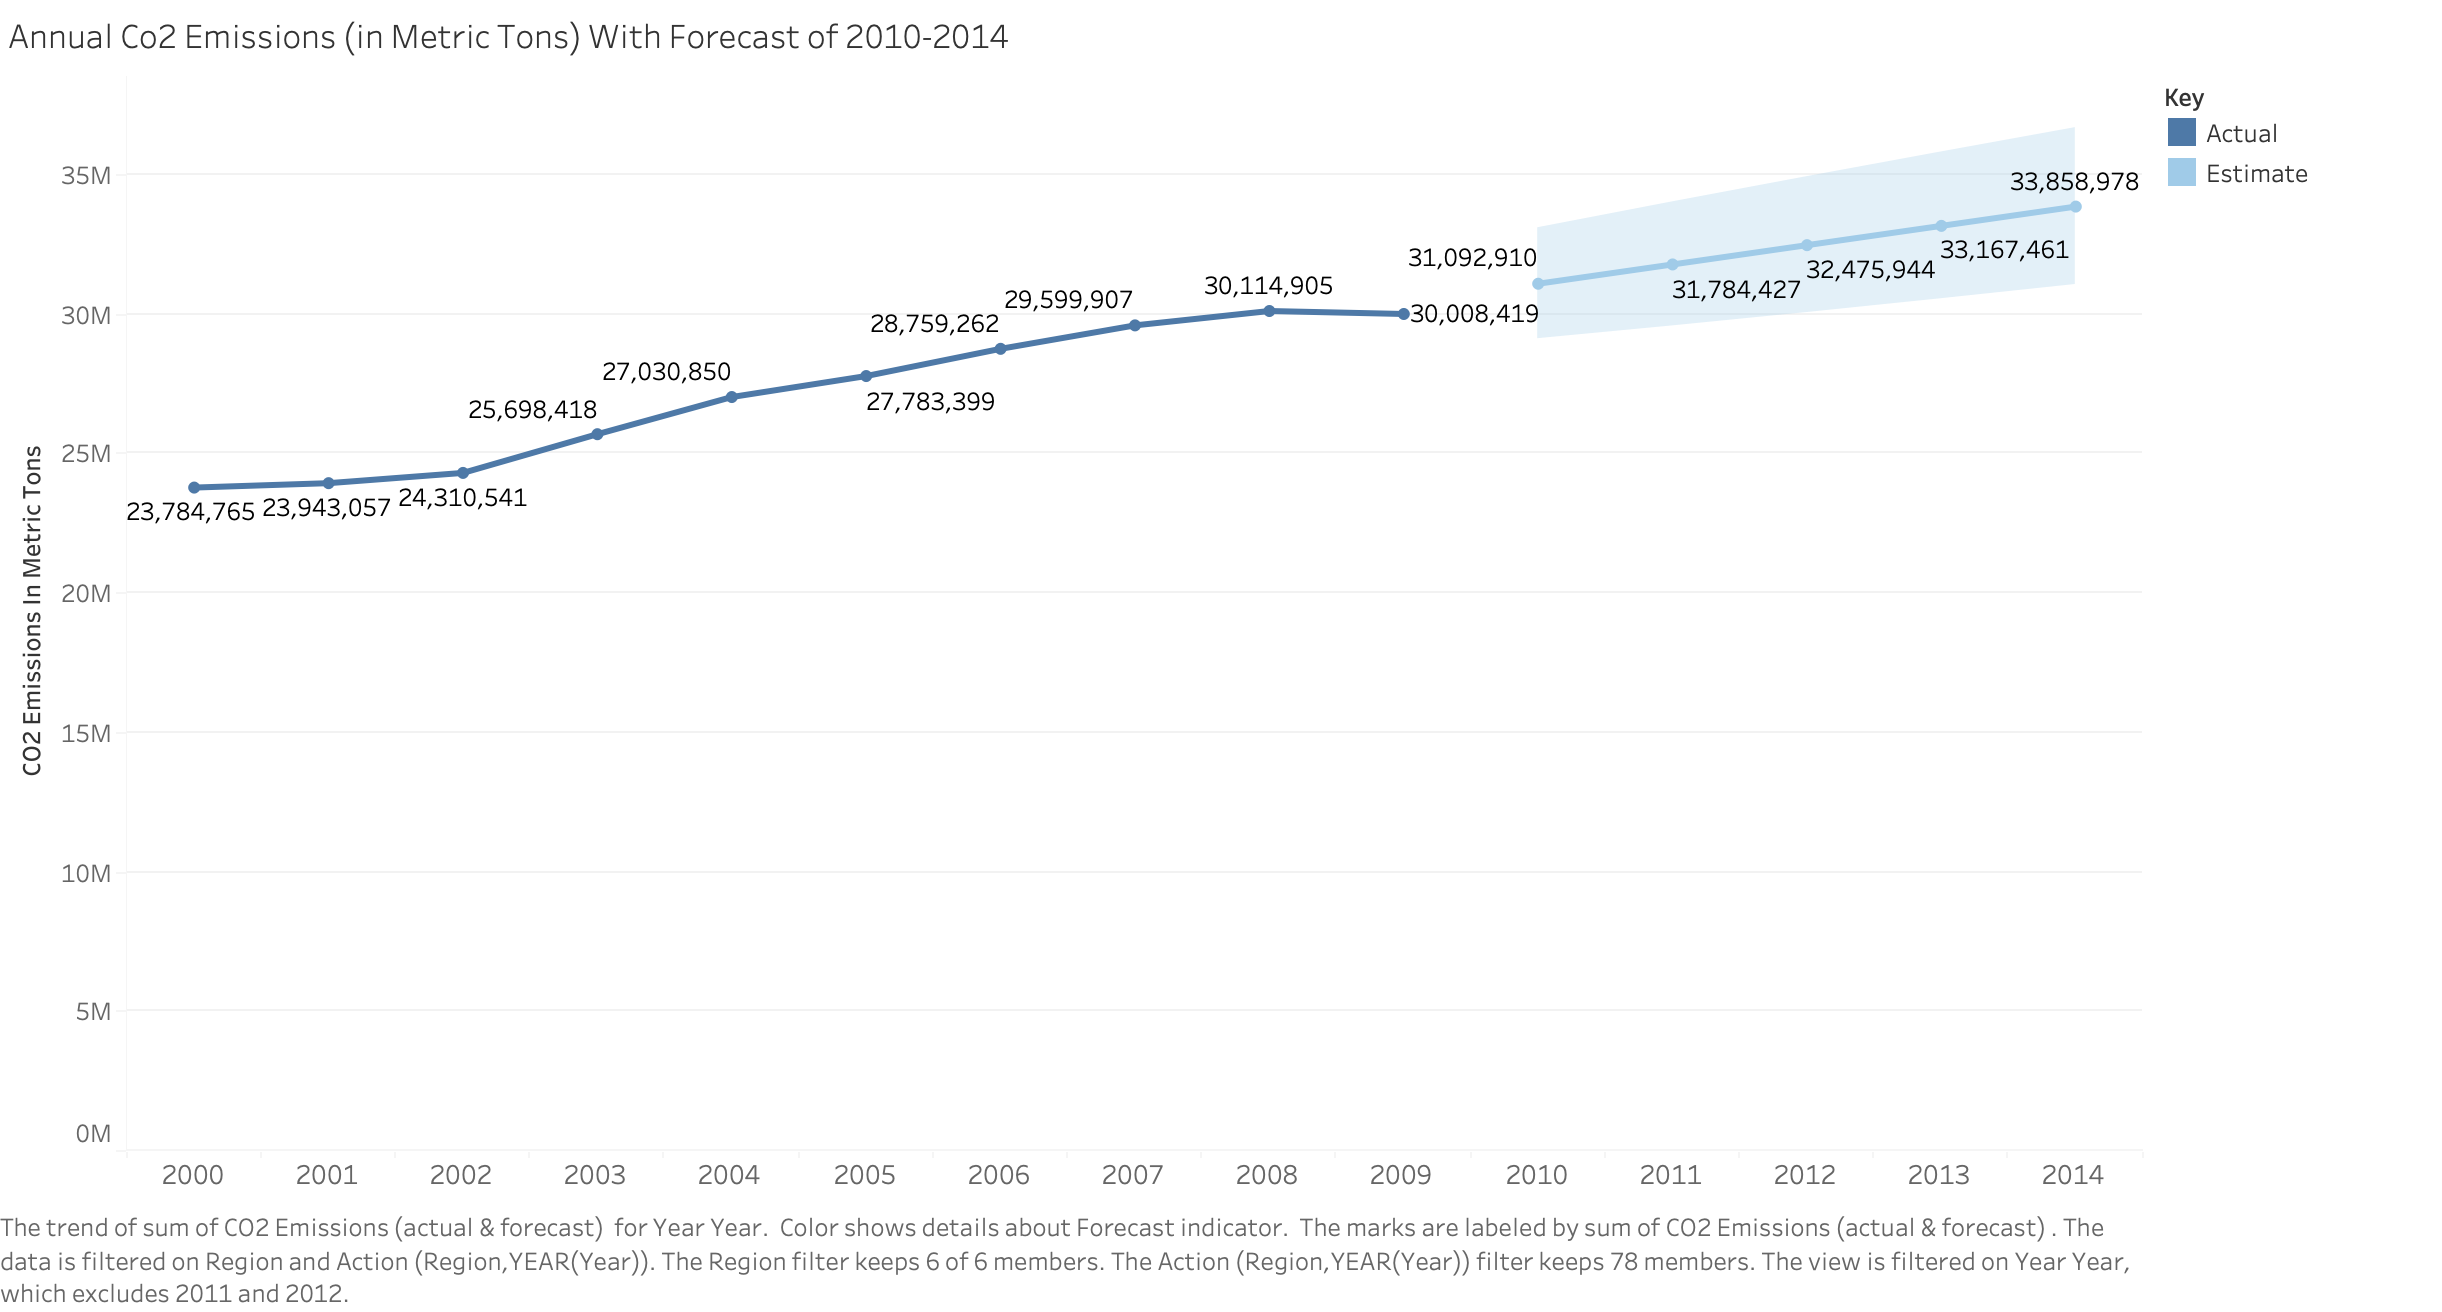 Annual Co2 Emissions (in Metric Tons) With Forecast of 2010-2014
Key
Actual
Estimate
CO2 Emissions In Metric Tons
35M
30M
25M
20M
15M
10M
5M
0M
23,784,765
23,943,057
24,310,541
25,698,418
27,030,850
27,783,399
28,759,262
29,599,907
30,114,905
30,008,419
31,092,910
31,784,427
32,475,944
33,167,461
33,858,978
2000 2001 2002 2003 2004 2005 2006 2007 2008 2009 2010 2011 2012 2013 2014
The trend of sum of CO2 Emissions (actual & forecast)  for Year Year.  Color shows details about Forecast indicator.  The marks are labeled by sum of CO2 Emissions (actual & forecast) . The
data is filtered on Region and Action (Region,YEAR(Year)). The Region filter keeps 6 of 6 members. The Action (Region,YEAR(Year)) filter keeps 78 members. The view is filtered on Year Year,
which excludes 2011 and 2012.